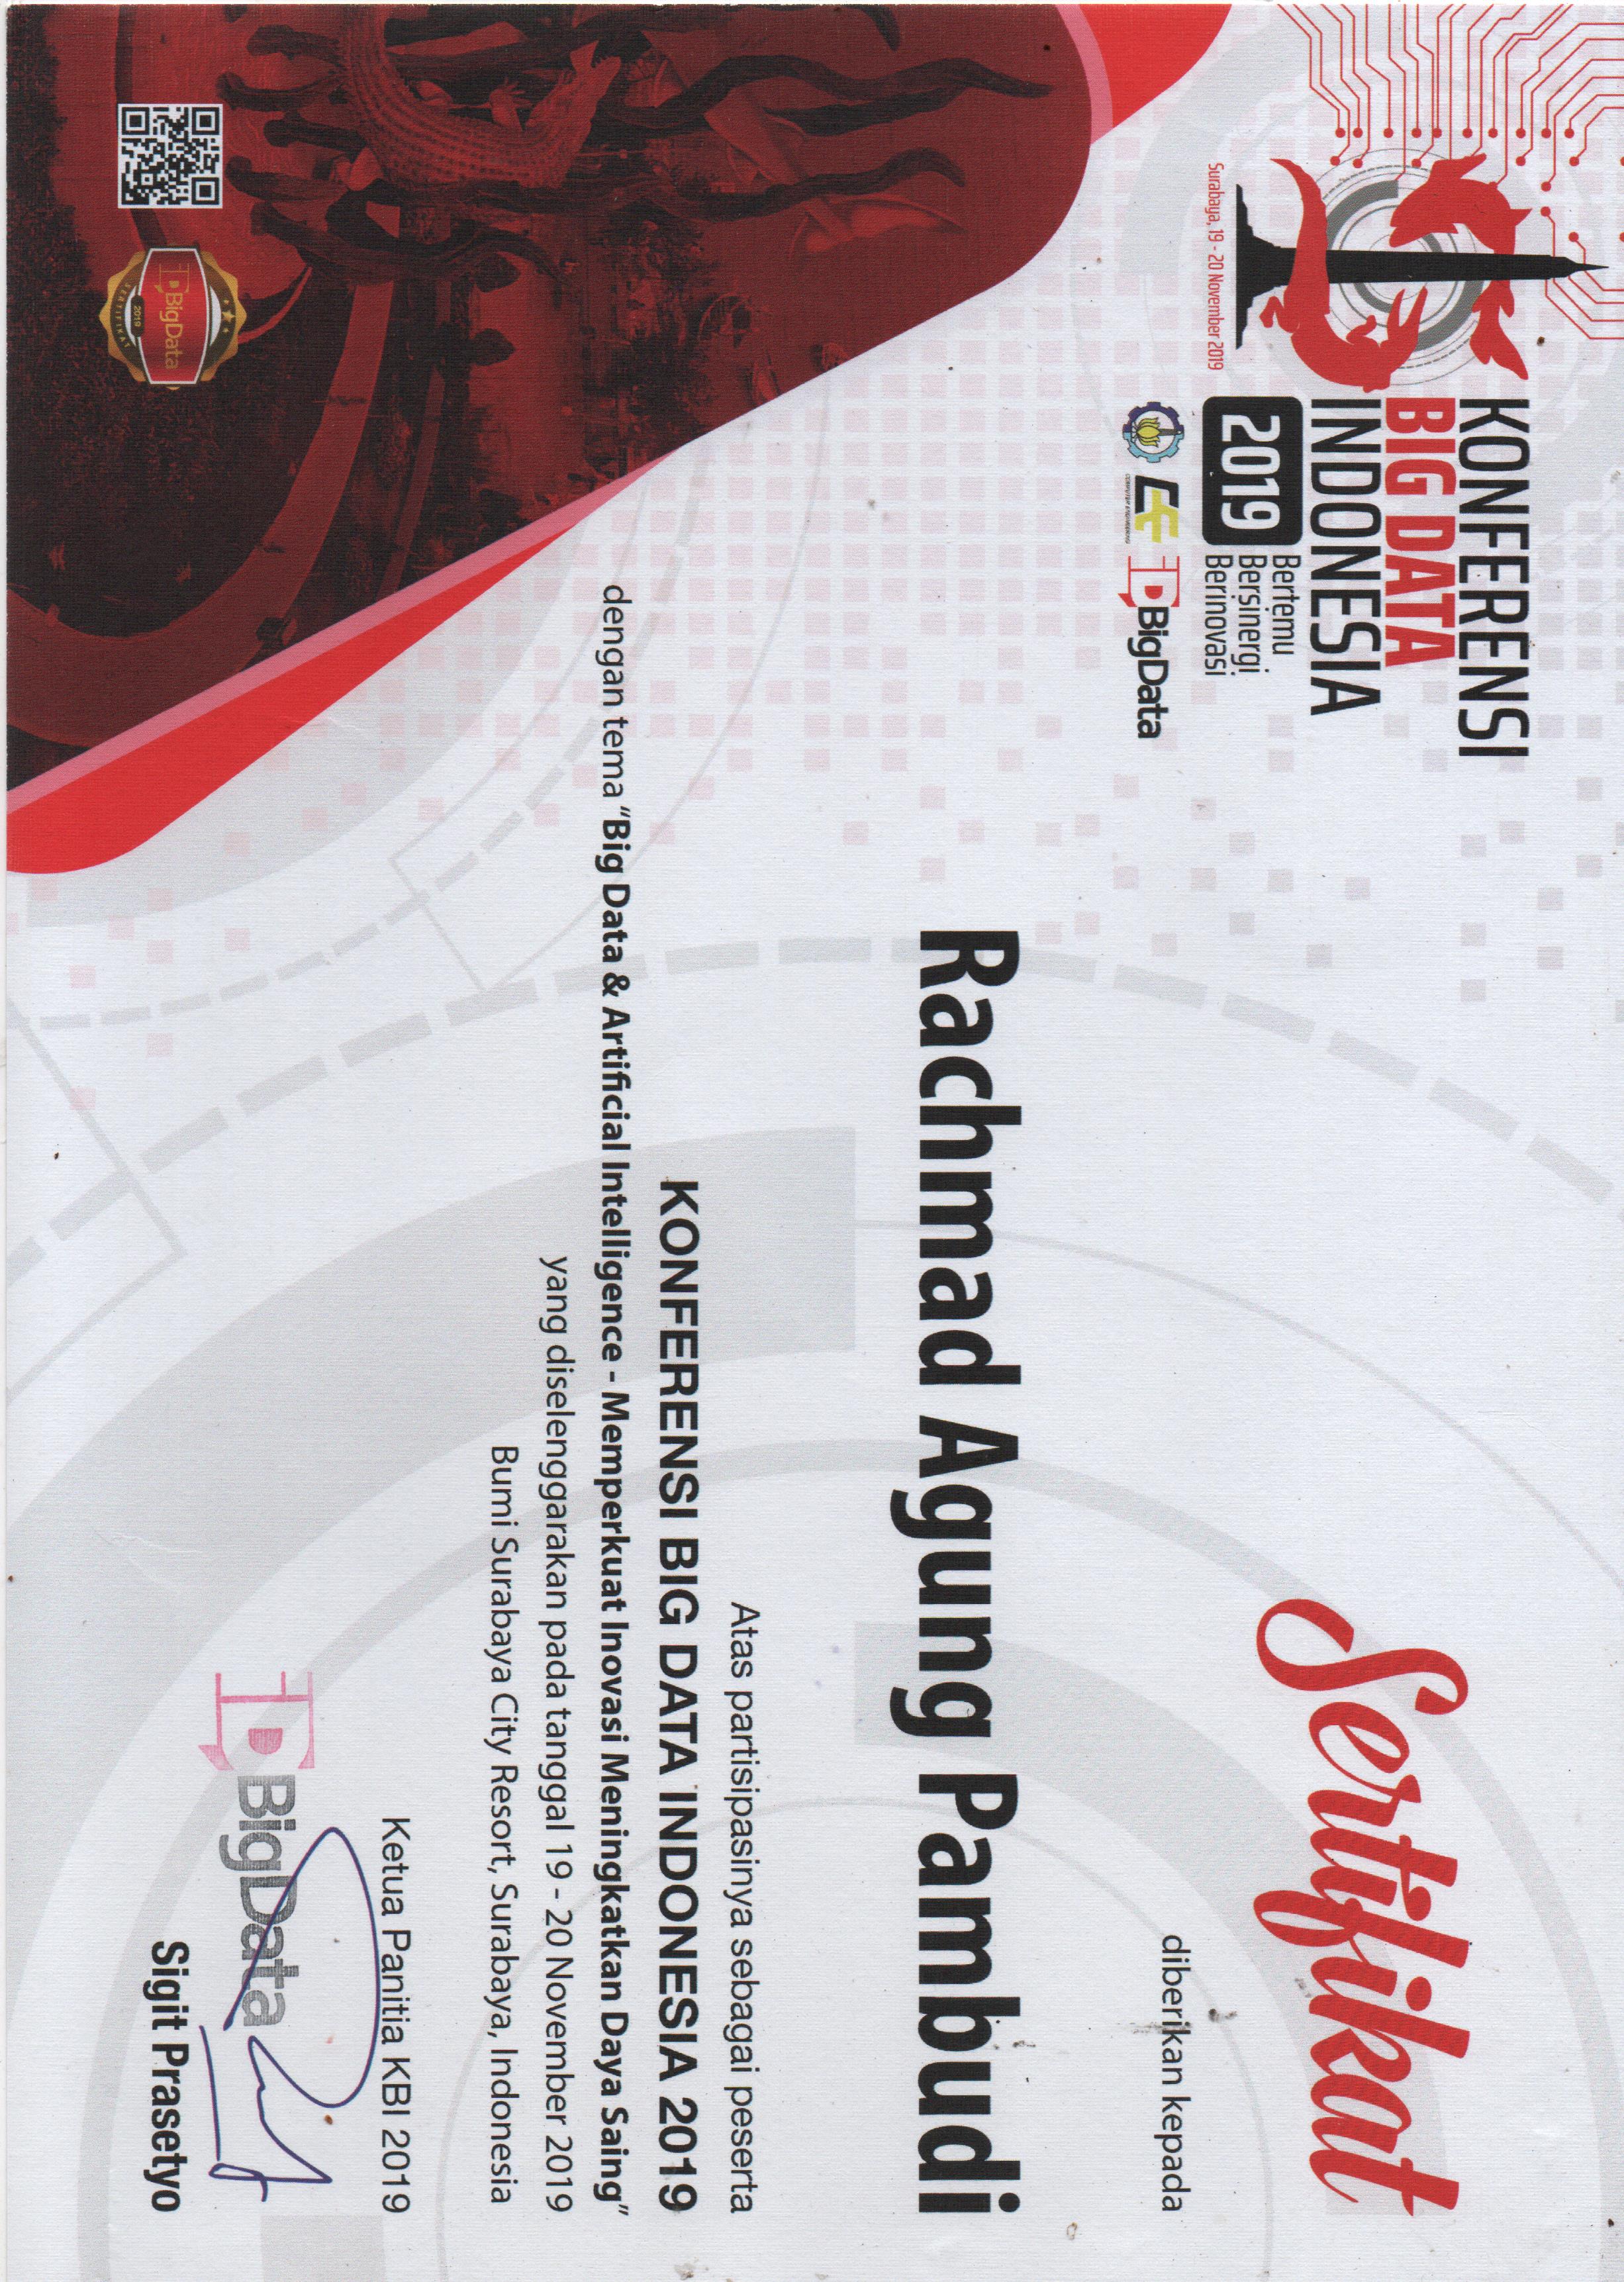 KONFERENSI
BIG DATA
INDONESIA
2019
Bertemu
Bersinergi
Berinovasi
Surabaya, 19 - 20 November 2019
COMPUTER ENGINEERING
BigData
Sertifikat
diberikan kepada
Rachmad Agung Pambudi
Atas partisipasinya sebagai peserta
KONFERENSI BIG DATA INDONESIA 2019
dengan tema “Big Data & Artificial Intelligence - Memperkuat Inovasi Meningkatkan Daya Saing”
yang diselenggarakan pada tanggal 19 - 20 November 2019
Bumi Surabaya City Resort, Surabaya, Indonesia
Ketua Panitia KBI 2019
BigData
Sigit Prasetyo
BigData
2019
SERTIFIKAT